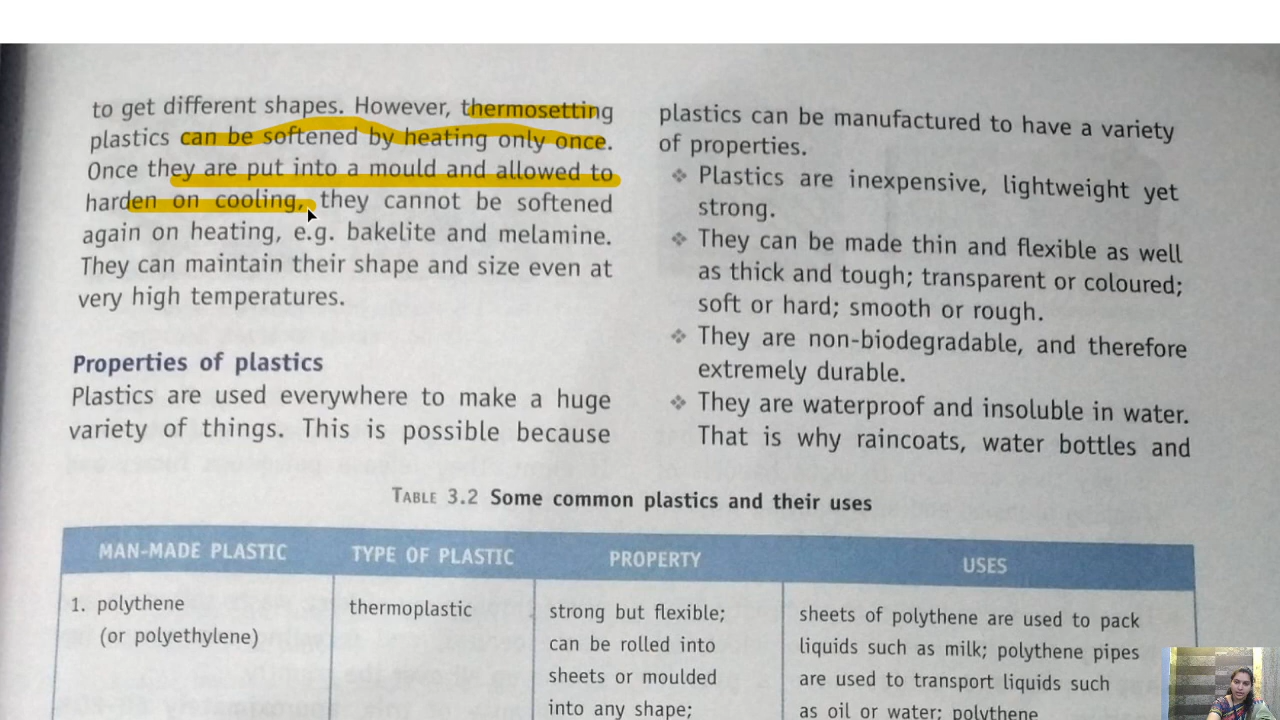 to get different shapes. However, thermosetting
plastics can be softened by heating only once.
Once they are put into a mould and allowed to
harden on cooling, they cannot be softened
again on heating, e.g. bakelite and melamine.
They can maintain their shape and size even at
very high temperatures.
Properties of plastics
Plastics are used everywhere to make a huge
variety of things. This is possible because
plastics can be manufactured to have a variety
of properties.
❖ Plastics are inexpensive, lightweight yet
strong.
❖ They can be made thin and flexible as well
as thick and tough; transparent or coloured;
soft or hard; smooth or rough.
❖ They are non-biodegradable, and therefore
extremely durable.
❖ They are waterproof and insoluble in water.
That is why raincoats, water bottles and
TABLE 3.2 Some common plastics and their uses
MAN-MADE PLASTIC TYPE OF PLASTIC PROPERTY USES
1. polythene
(or polyethylene)
thermoplastic
strong but flexible;
can be rolled into
sheets or moulded
into any shape;
sheets of polythene are used to pack
liquids such as milk; polythene pipes
are used to transport liquids such
as oil or water; polythene